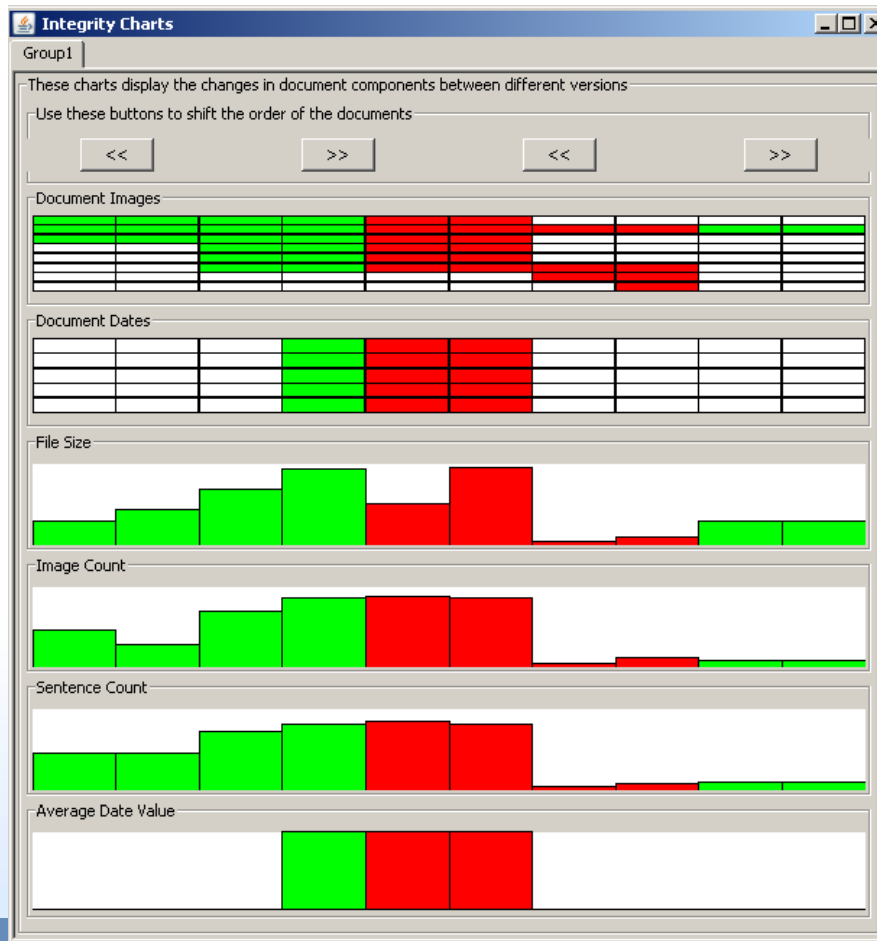 Integrity Charts
Group1
These charts display the changes in document components between different versions
Use these buttons to shift the order of the documents
<< >> << >>
Document Images
Document Dates
File Size
Image Count
Sentence Count
Average Date Value